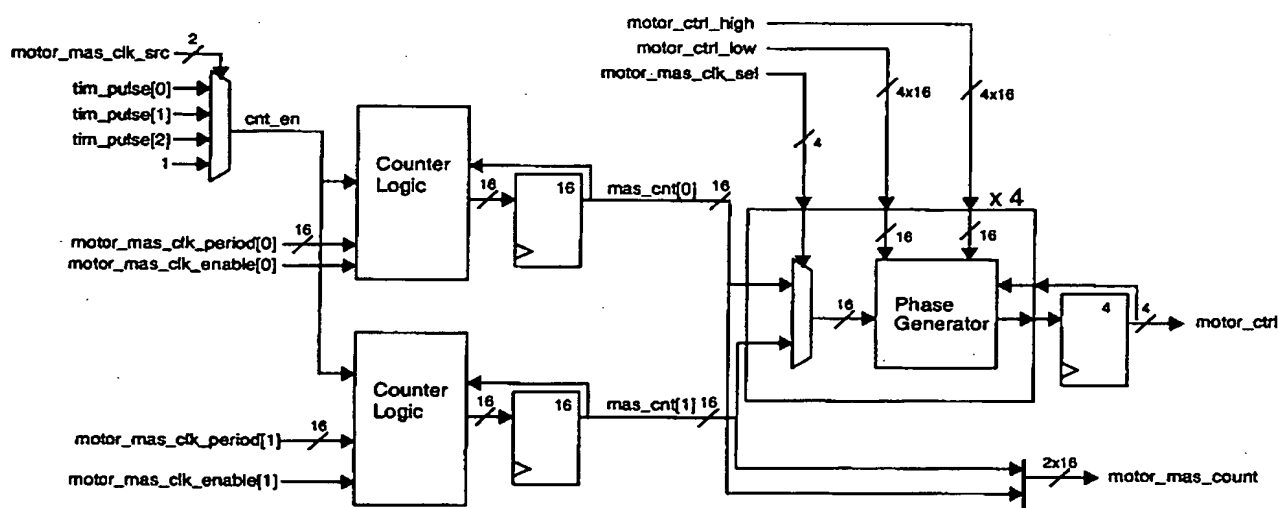 motor_ctrl_high
motor_ctrl_low
motor_mas_clk_sel
motor_mas_clk_src
2
tim_pulse[0]
tim_pulse[1]
tim_pulse[2]
1
cnt_en
4x16
4x16
4
Counter
Logic
16
16
mas_cnt[0]
16
x 4
16
16
motor_mas_clk_period[0]
16
motor_mas_clk_enable[0]
16
Phase
Generator
4
4
motor_ctrl
Counter
Logic
16
16
mas_cnt[1]
16
motor_mas_clk_period[1]
16
motor_mas_clk_enable[1]
2x16
motor_mas_count